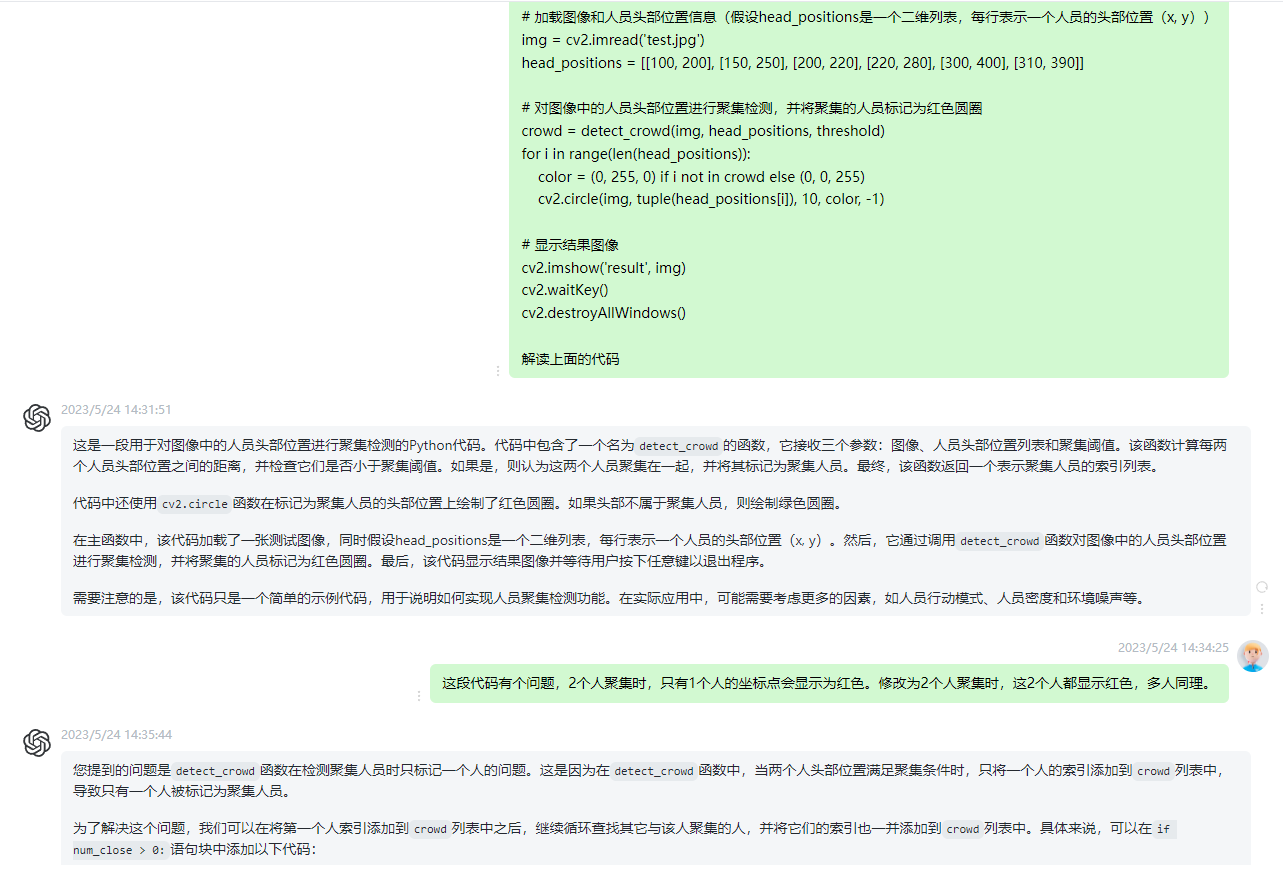 # 加载图像和人员头部位置信息（假设head_positions是一个二维列表，每行表示一个人员的头部位置（x, y））
img = cv2.imread('test.jpg')
head_positions = [[100, 200], [150, 250], [200, 220], [220, 280], [300, 400], [310, 390]]
# 对图像中的人员头部位置进行聚集检测，并将聚集的人员标记为红色圆圈
crowd = detect_crowd(img, head_positions, threshold)
for i in range(len(head_positions)):
    color = (0, 255, 0) if i not in crowd else (0, 0, 255)
    cv2.circle(img, tuple(head_positions[i]), 10, color, -1)
# 显示结果图像
cv2.imshow('result', img)
cv2.waitKey()
cv2.destroyAllWindows()
解读上面的代码
2023/5/24 14:31:51
这是一段用于对图像中的人员头部位置进行聚集检测的Python代码。代码中包含了一个名为 detect_crowd 的函数，它接收三个参数：图像、人员头部位置列表和聚集阈值。该函数计算每两
个人员头部位置之间的距离，并检查它们是否小于聚集阈值。如果是，则认为这两个人员聚集在一起，并将其标记为聚集人员。最终，该函数返回一个表示聚集人员的索引列表。
代码中还使用 cv2.circle 函数在标记为聚集人员的头部位置上绘制了红色圆圈。如果头部不属于聚集人员，则绘制绿色圆圈。
在主函数中，该代码加载了一张测试图像，同时假设head_positions是一个二维列表，每行表示一个人员的头部位置（x, y）。然后，它通过调用 detect_crowd 函数对图像中的人员头部位置
进行聚集检测，并将聚集的人员标记为红色圆圈。最后，该代码显示结果图像并等待用户按下任意键以退出程序。
需要注意的是，该代码只是一个简单的示例代码，用于说明如何实现人员聚集检测功能。在实际应用中，可能需要考虑更多的因素，如人员行动模式、人员密度和环境噪声等。
2023/5/24 14:34:25
这段代码有个问题，2个人聚集时，只有1个人的坐标点会显示为红色。修改为2个人聚集时，这2个人都显示红色，多人同理。
2023/5/24 14:35:44
您提到的问题是 detect_crowd 函数在检测聚集人员时只标记一个人的问题。这是因为在 detect_crowd 函数中，当两个人头部位置满足聚集条件时，只将一个人的索引添加到 crowd 列表中，
导致只有一个人被标记为聚集人员。
为了解决这个问题，我们可以在将第一个人索引添加到 crowd 列表中之后，继续循环查找其它与该人聚集的人，并将它们的索引也一并添加到 crowd 列表中。具体来说，可以在 if
num_close > 0: 语句块中添加以下代码：